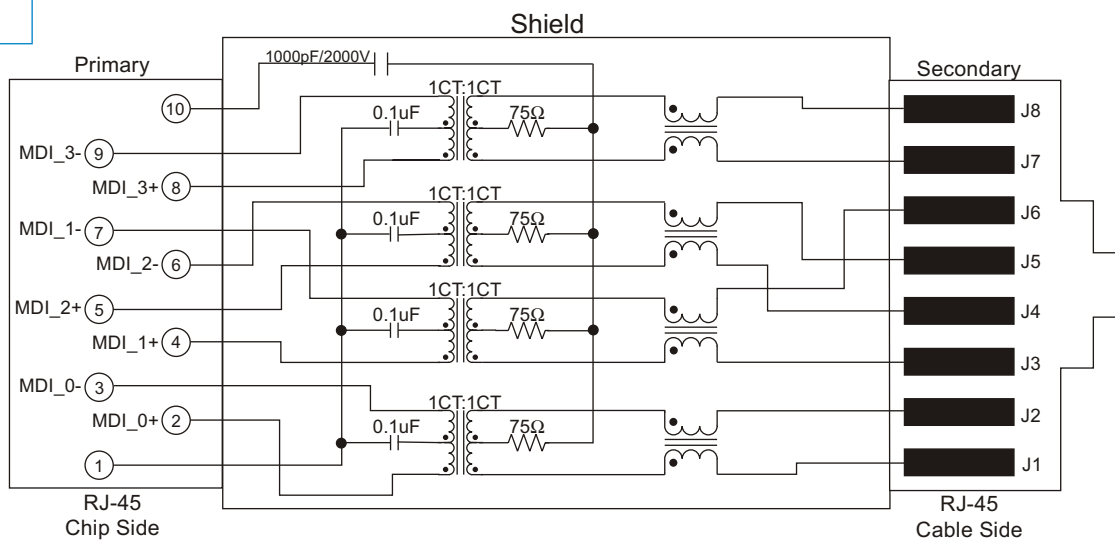 Shield
1000pF/2000V
Primary
Secondary
10
1CT:1CT
J8
0.1uF
75Ω
MDI_3- 9
J7
MDI_3+ 8
1CT:1CT
J6
0.1uF
75Ω
MDI_1- 7
MDI_2- 6
J5
1CT:1CT
MDI_2+ 5
0.1uF
75Ω
J4
MDI_1+ 4
J3
MDI_0- 3
1CT:1CT
MDI_0+ 2
0.1uF
75Ω
J2
1
J1
RJ-45
Chip Side
RJ-45
Cable Side